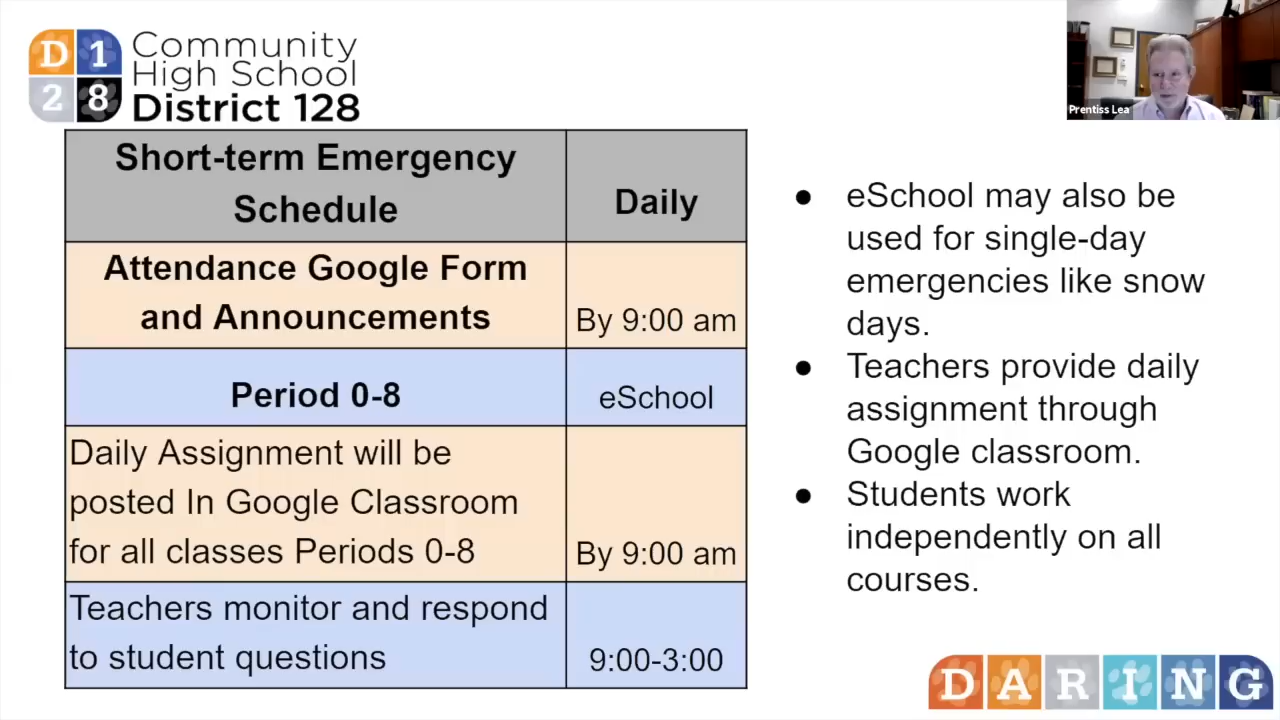 D 1
2 8
Community
High School
District 128
Prentiss Lea
Short-term Emergency
Schedule
Daily
Attendance Google Form
and Announcements
By 9:00 am
Period 0-8
eSchool
Daily Assignment will be
posted In Google Classroom
for all classes Periods 0-8
By 9:00 am
Teachers monitor and respond
to student questions
9:00-3:00
● eSchool may also be
used for single-day
emergencies like snow
days.
● Teachers provide daily
assignment through
Google classroom.
● Students work
independently on all
courses.
DARING